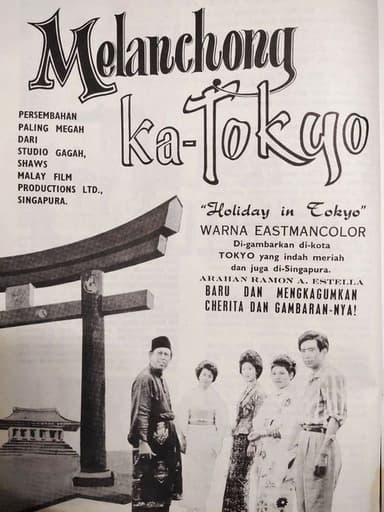 Melanchong
ka-Tokyo
PERSEMBAHAN
PALING MEGAH
DARI
STUDIO GAGAH,
SHAWS
MALAY FILM
PRODUCTIONS LTD.,
SINGAPURA.
"Holiday in Tokyo"
WARNA EASTMANCOLOR
Di-gambarkan di-kota
TOKYO yang indah meriah
dan juga di-Singapura.
ARAHAN RAMON A. ESTELLA
BARU DAN MENGKAGUMKAN
CHERITA DAN GAMBARAN-NYA!